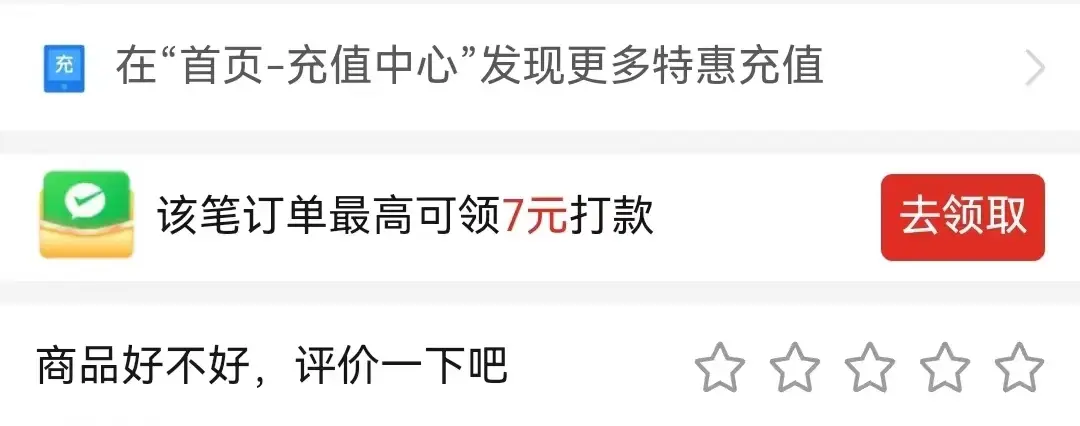 充
在“首页-充值中心”发现更多特惠充值
该笔订单最高可领7元打款
去领取
商品好不好，评价一下吧